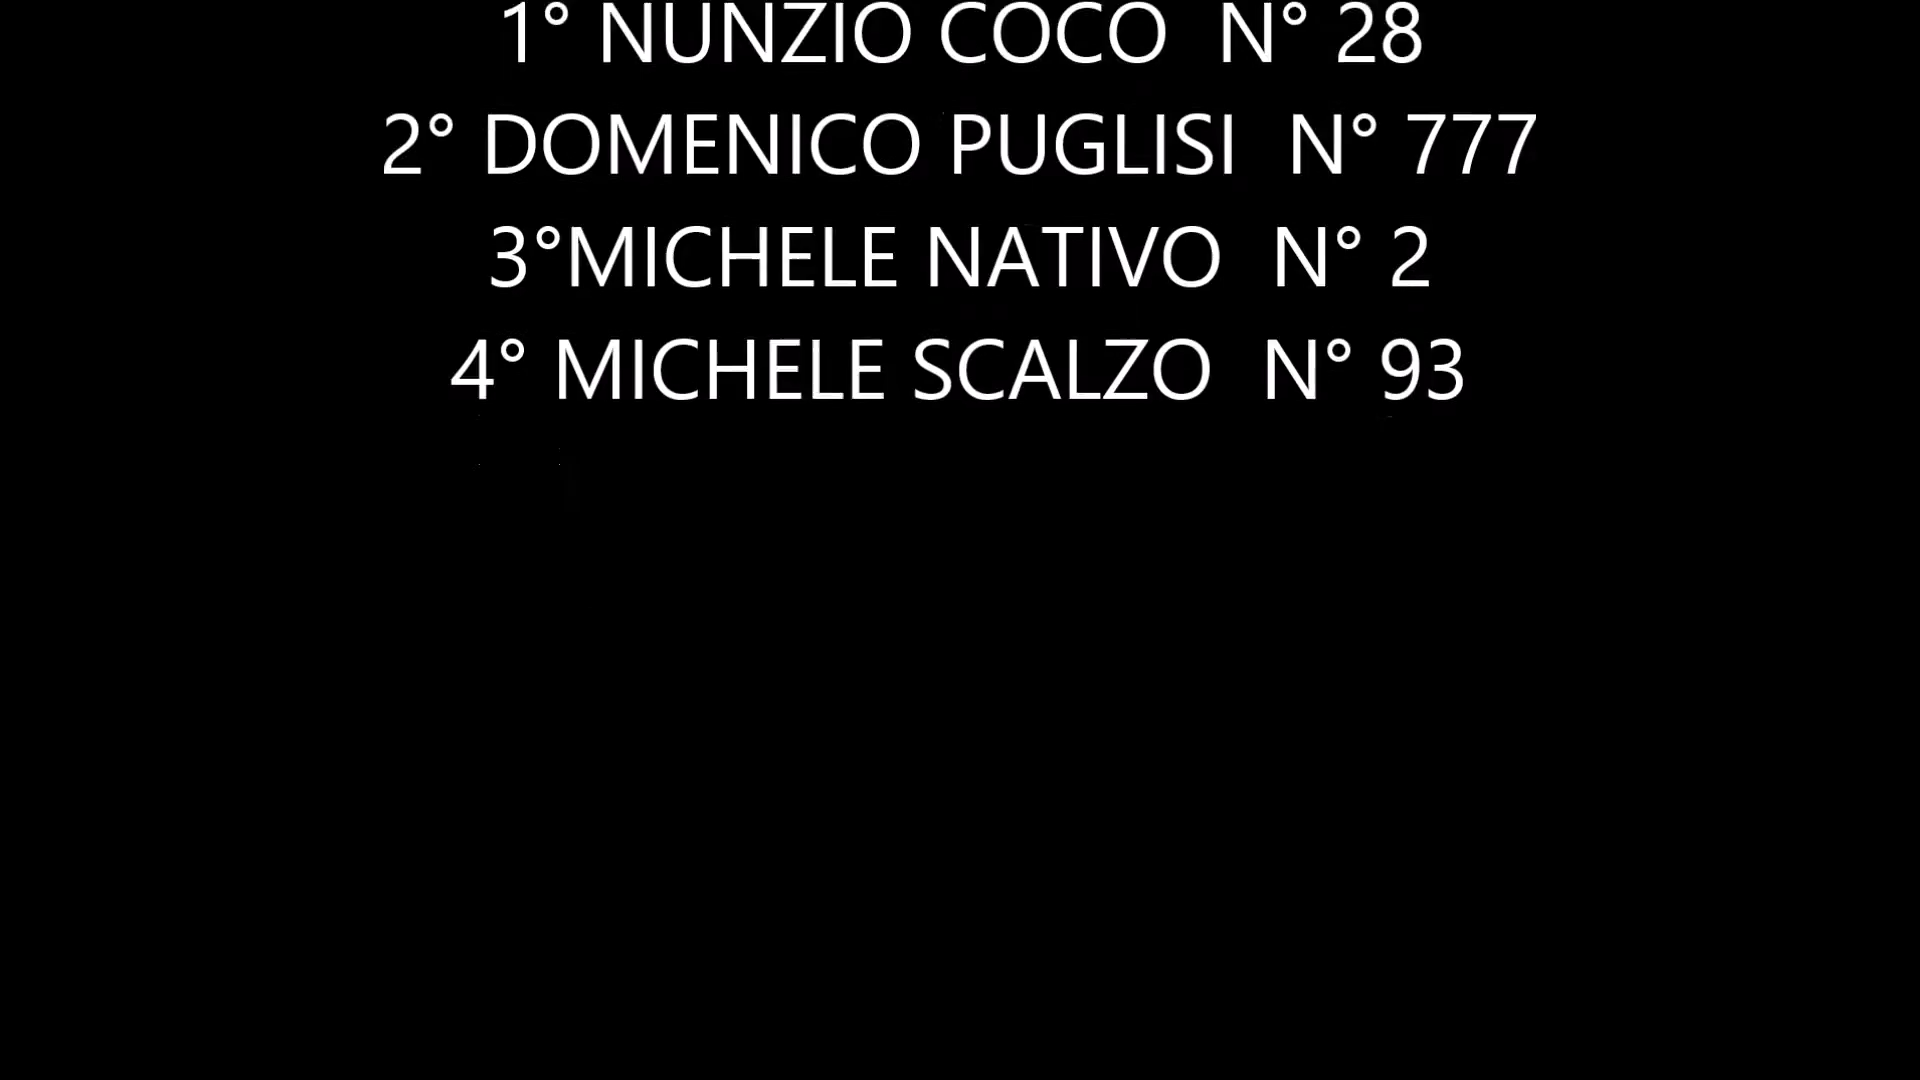 1° NUNZIO COCO  N° 28
2° DOMENICO PUGLISI  N° 777
3°MICHELE NATIVO  N° 2
4° MICHELE SCALZO  N° 93